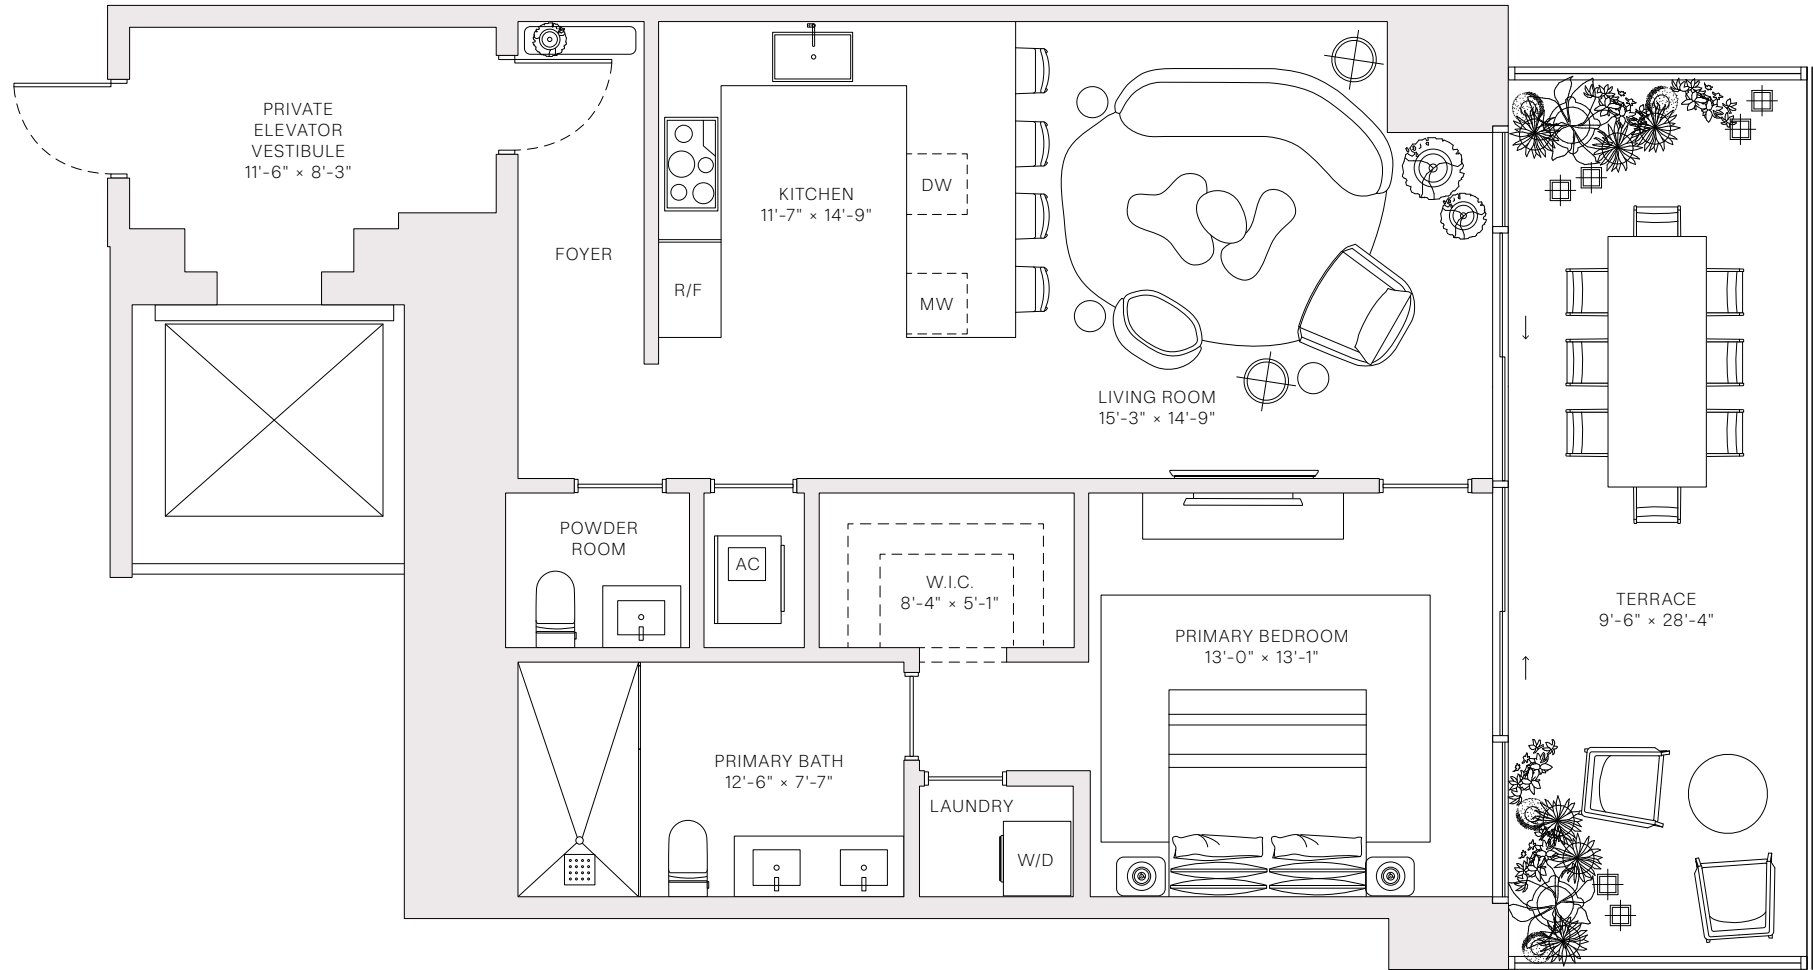 PRIVATE
ELEVATOR
VESTIBULE
11'-6" × 8'-3"
FOYER
KITCHEN
11'-7" × 14'-9"
DW
R/F
MW
LIVING ROOM
15'-3" × 14'-9"
POWDER
ROOM
AC
W.I.C.
8'-4" × 5'-1"
PRIMARY BEDROOM
13'-0" × 13'-1"
TERRACE
9'-6" × 28'-4"
PRIMARY BATH
12'-6" × 7'-7"
LAUNDRY
W/D